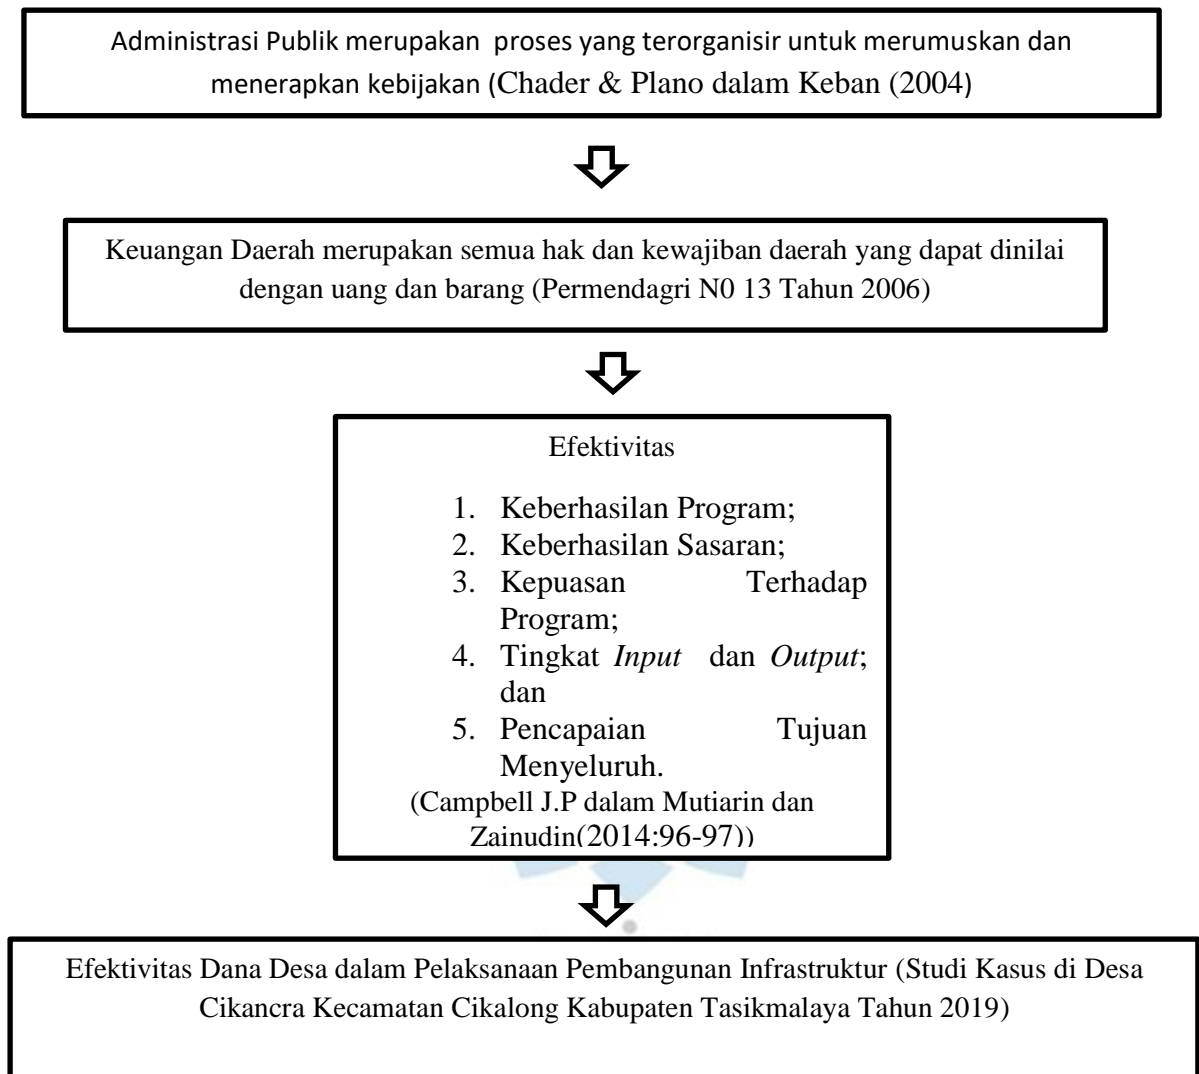 Administrasi Publik merupakan proses yang terorganisir untuk merumuskan dan
menerapkan kebijakan (Chader & Plano dalam Keban (2004)
Keuangan Daerah merupakan semua hak dan kewajiban daerah yang dapat dinilai
dengan uang dan barang (Permendagri N0 13 Tahun 2006)
Efektivitas
1. Keberhasilan Program;
2. Keberhasilan Sasaran;
3. Kepuasan Terhadap
Program;
4. Tingkat Input dan Output;
dan
5. Pencapaian Tujuan
Menyeluruh.
(Campbell J.P dalam Mutiarin dan
Zainudin(2014:96-97))
Efektivitas Dana Desa dalam Pelaksanaan Pembangunan Infrastruktur (Studi Kasus di Desa
Cikancra Kecamatan Cikalong Kabupaten Tasikmalaya Tahun 2019)